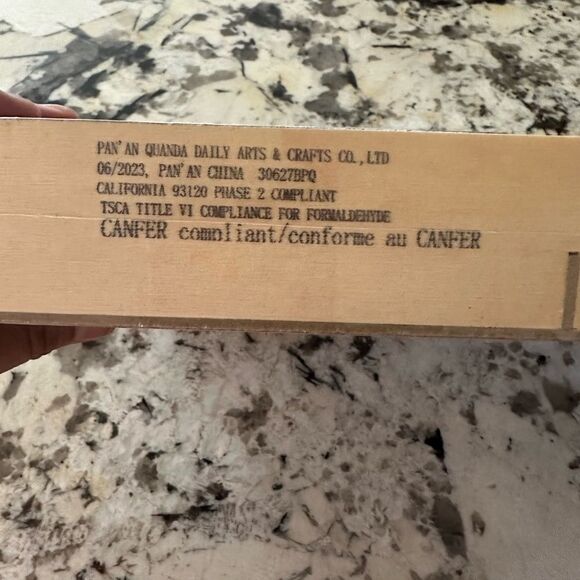 PAN'AN QUANDA DAILY ARTS & CRAFTS CO.,LTD
06/2023, PAN'AN CHINA 30627BPQ
CALIFORNIA 93120 PHASE 2 COMPLIANT
TSCA TITLE VI COMPLIANCE FOR FORMALDEHYDE
CANFER compliant/conforme au CANFER